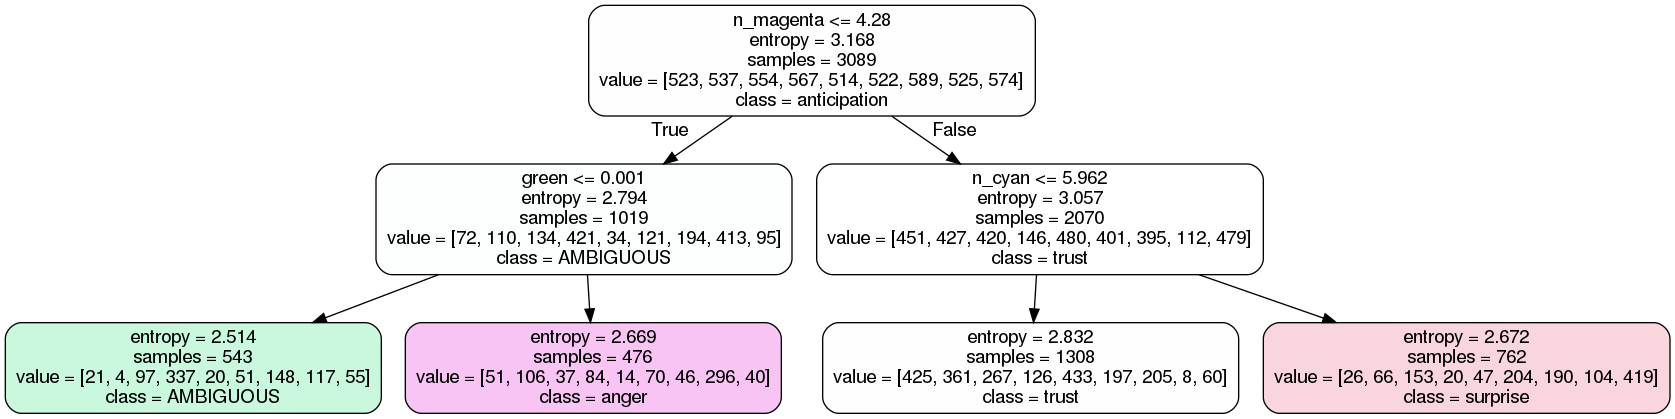 n_magenta <= 4.28
entropy = 3.168
samples = 3089
value = [523, 537, 554, 567, 514, 522, 589, 525, 574]
class = anticipation
True
False
green <= 0.001
entropy = 2.794
samples = 1019
value = [72, 110, 134, 421, 34, 121, 194, 413, 95]
class = AMBIGUOUS
n_cyan <= 5.962
entropy = 3.057
samples = 2070
value = [451, 427, 420, 146, 480, 401, 395, 112, 479]
class = trust
entropy = 2.514
samples = 543
value = [21, 4, 97, 337, 20, 51, 148, 117, 55]
class = AMBIGUOUS
entropy = 2.669
samples = 476
value = [51, 106, 37, 84, 14, 70, 46, 296, 40]
class = anger
entropy = 2.832
samples = 1308
value = [425, 361, 267, 126, 433, 197, 205, 8, 60]
class = trust
entropy = 2.672
samples = 762
value = [26, 66, 153, 20, 47, 204, 190, 104, 419]
class = surprise